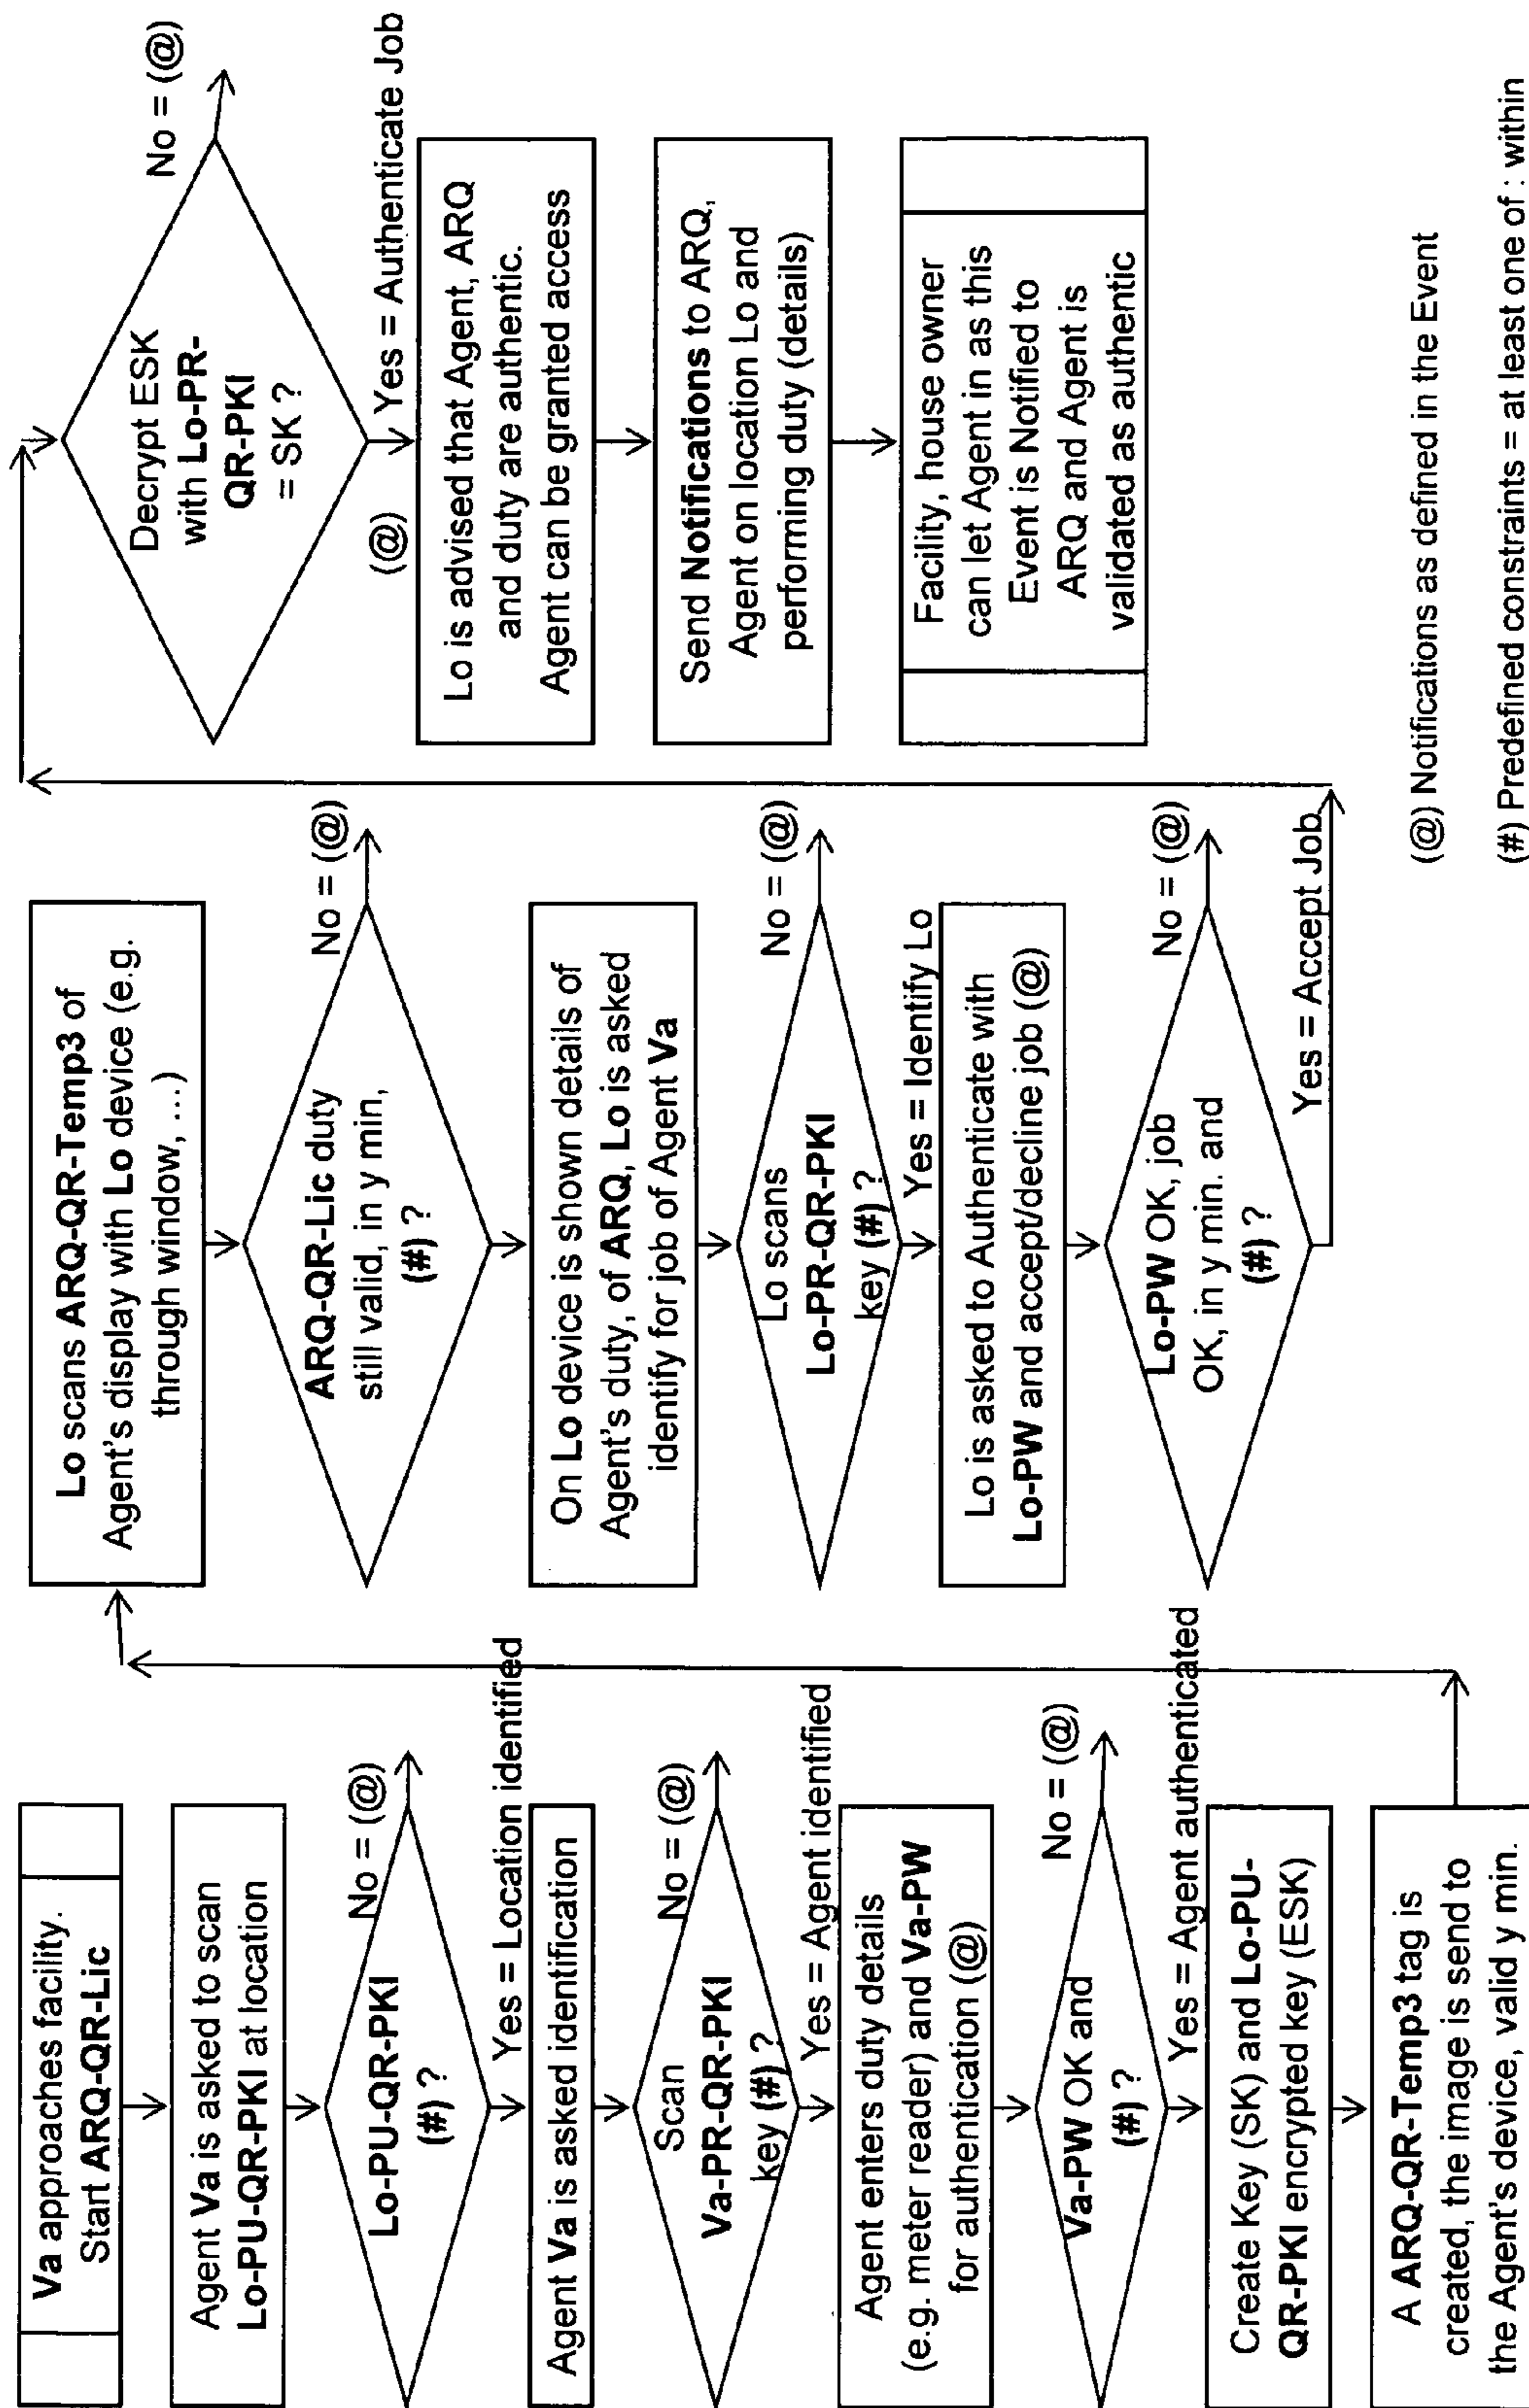 Va approaches facility.
Start ARQ-QR-Lic
Agent Va is asked to scan
Lo-PU-QR-PKI at location
Lo-PU-QR-PKI
(#) ?
No = (@)
Yes = Location identified
Agent Va is asked identification
Scan
Va-PR-QR-PKI
key (#) ?
No = (@)
Yes = Agent identified
Agent enters duty details
(e.g. meter reader) and Va-PW
for authentication (@)
Va-PW OK and
(#) ?
No = (@)
Yes = Agent authenticated
Create Key (SK) and Lo-PU-
QR-PKI encrypted key (ESK)
A ARQ-QR-Temp3 tag is
created, the image is send to
the Agent's device, valid y min.
Lo scans ARQ-QR-Temp3 of
Agent's display with Lo device (e.g.
through window, ....)
ARQ-QR-Lic duty
still valid, in y min,
(#) ?
No = (@)
On Lo device is shown details of
Agent's duty, of ARQ, Lo is asked
identify for job of Agent Va
Lo scans
Lo-PR-QR-PKI
key (#) ?
No = (@)
Yes = Identify Lo
Lo is asked to Authenticate with
Lo-PW and accept/decline job (@)
Lo-PW OK, job
OK, in y min. and
(#) ?
No = (@)
Yes = Accept Job
Decrypt ESK
with Lo-PR-
QR-PKI
= SK ?
No = (@)
Yes = Authenticate Job
(@)
Lo is advised that Agent, ARQ
and duty are authentic.
Agent can be granted access
Send Notifications to ARQ,
Agent on location Lo and
performing duty (details)
Facility, house owner
can let Agent in as this
Event is Notified to
ARQ and Agent is
validated as authentic
(@) Notifications as defined in the Event
(#) Predefined constraints = at least one of : within